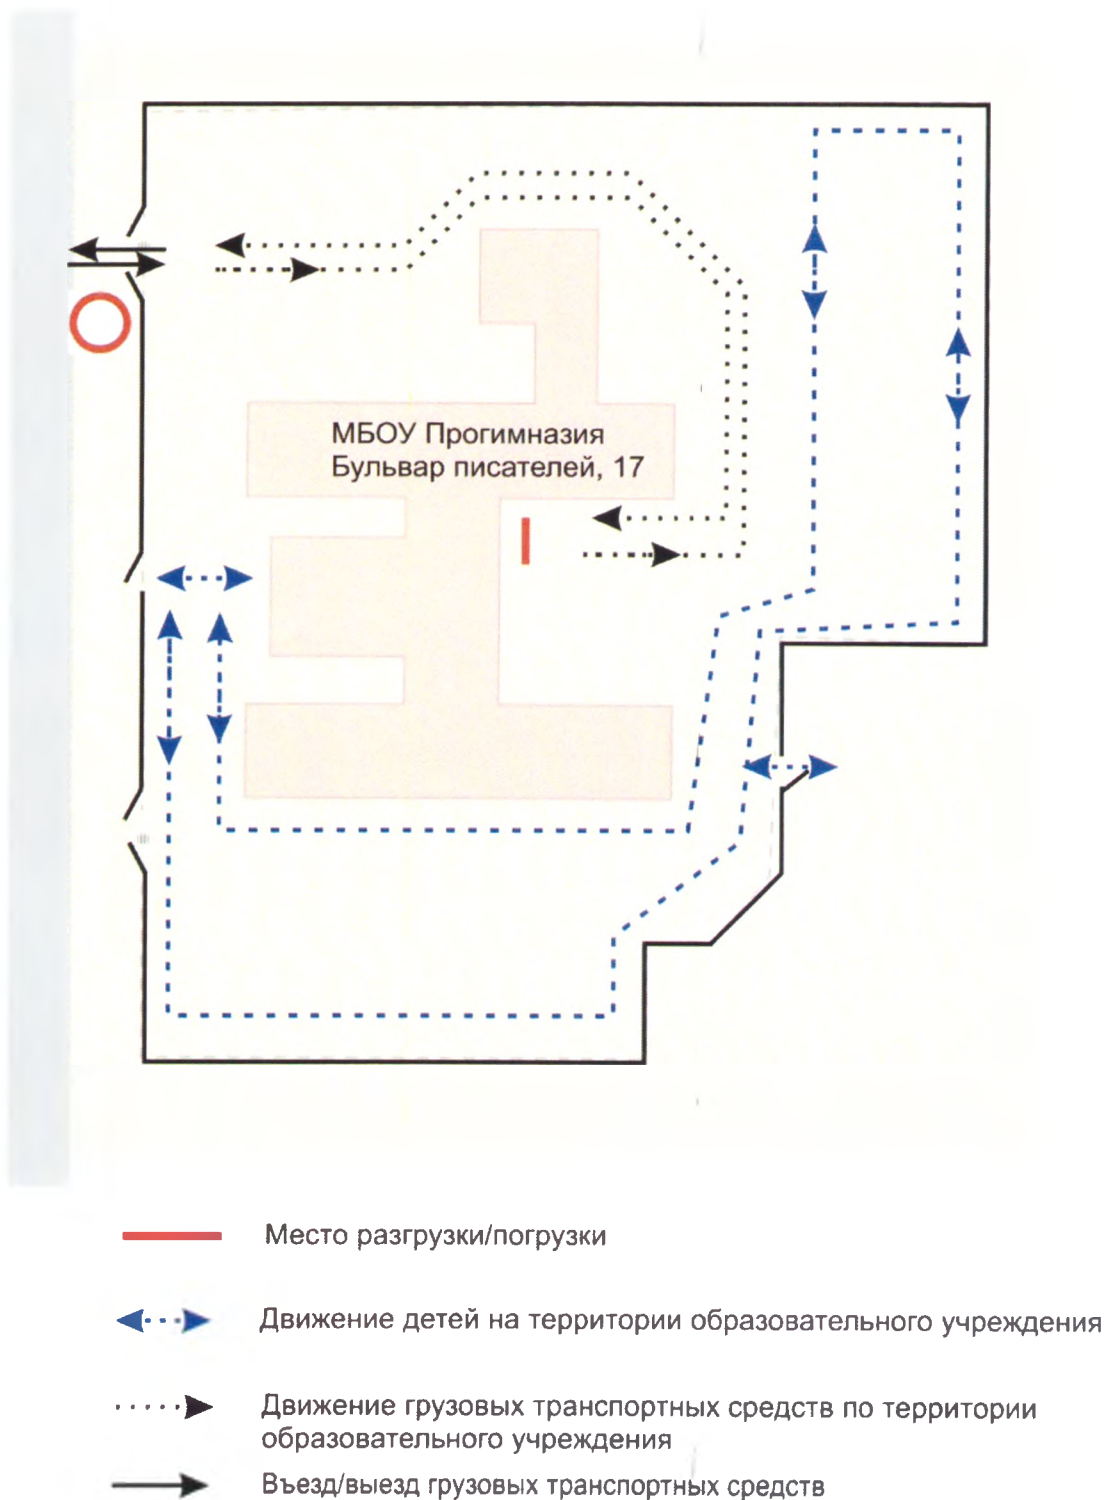 МБОУ Прогимназия
Бульвар писателей, 17
Место разгрузки/погрузки
Движение детей на территории образовательного учреждения
Движение грузовых транспортных средств по территории
образовательного учреждения
Въезд/выезд грузовых транспортных средств